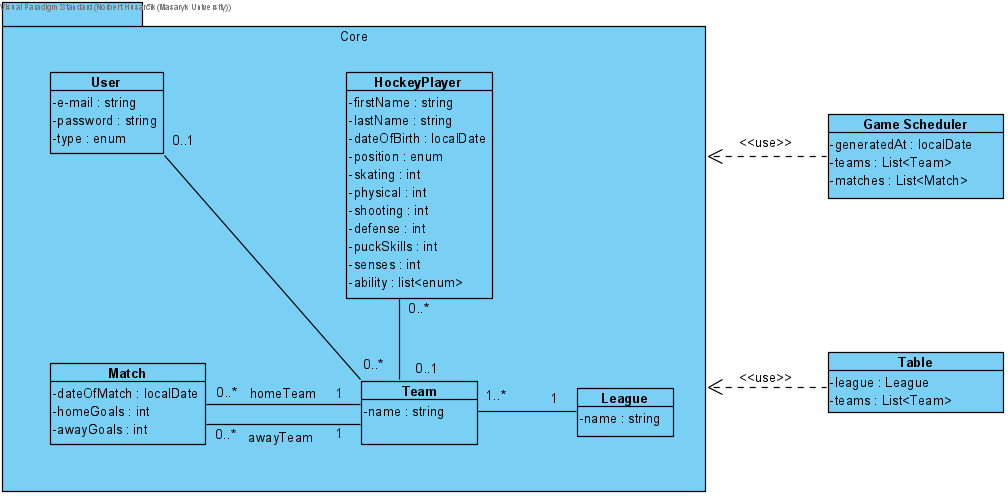 Visual Paradigm Standard(Norbert Husarčík(Masaryk University))
Core
User
-e-mail : string
-password : string
-type : enum
0..1
HockeyPlayer
-firstName : string
-lastName : string
-dateOfBirth : localDate
-position : enum
-skating : int
-physical : int
-shooting : int
-defense : int
-puckSkills : int
-senses : int
-ability : list<enum>
0..*
<<use>>
Game Scheduler
-generatedAt : localDate
-teams : List<Team>
-matches : List<Match>
0..*
0..1
Match
-dateOfMatch : localDate
-homeGoals : int
-awayGoals : int
0..*
homeTeam
1
0..*
awayTeam
1
Team
-name : string
1..*
1
League
-name : string
<<use>>
Table
-league : League
-teams : List<Team>